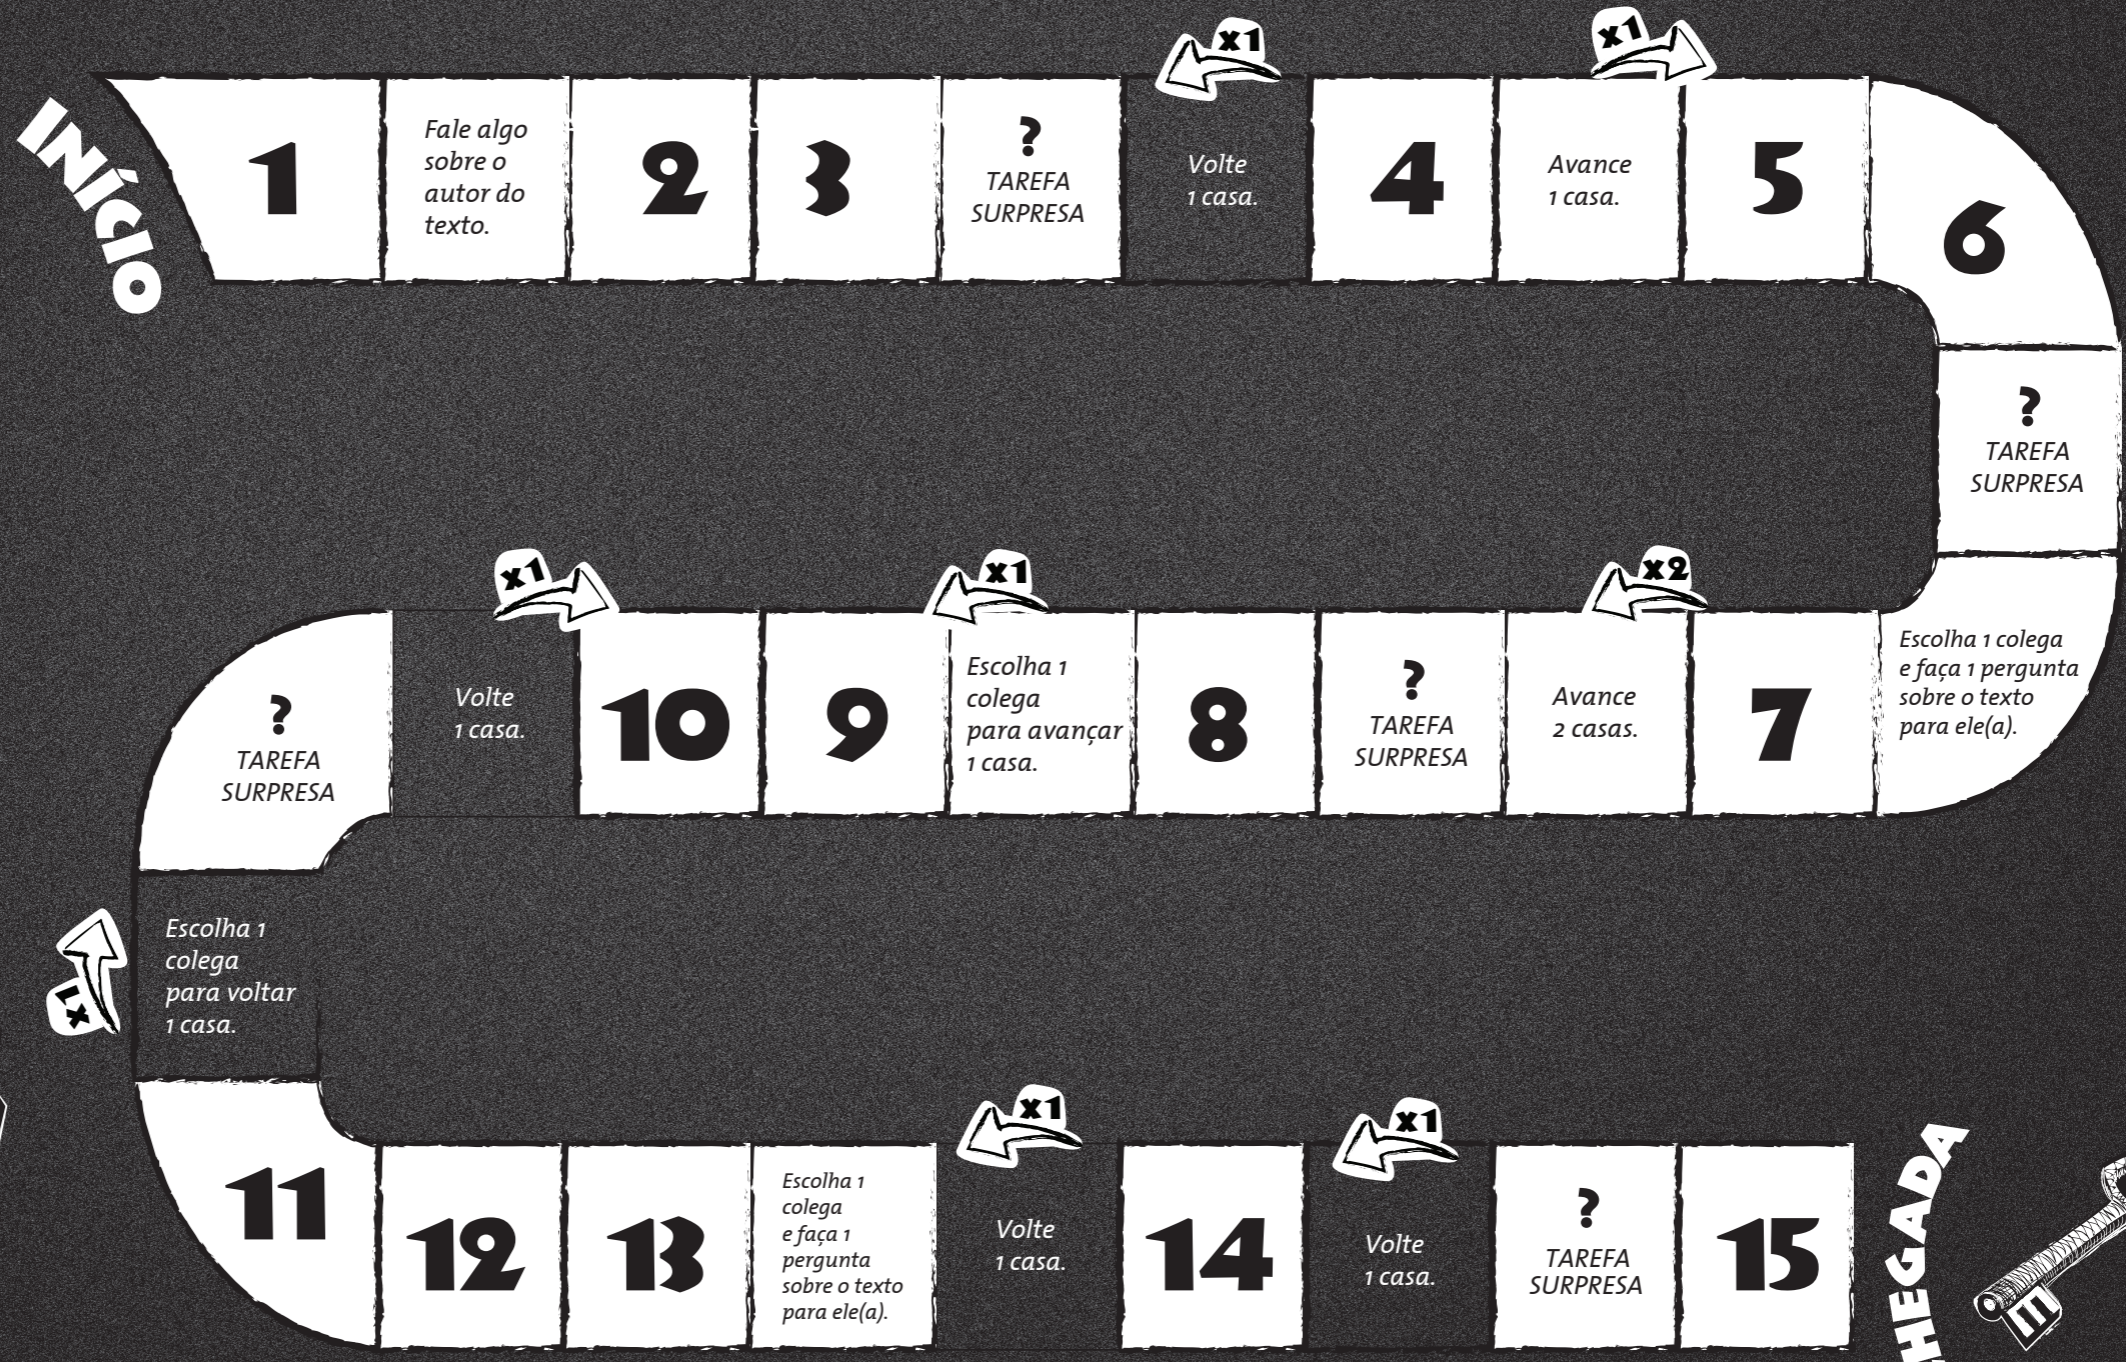 INÍCIO
1
Fale algo
sobre o
autor do
texto.
2
3
?
TAREFA
SURPRESA
x1
Volte
1 casa.
4
x1
Avance
1 casa.
5
6
?
TAREFA
SURPRESA
Escolha 1 colega
e faça 1 pergunta
sobre o texto
para ele(a).
7
x2
Avance
2 casas.
?
TAREFA
SURPRESA
8
x1
Escolha 1
colega
para avançar
1 casa.
9
10
x1
Volte
1 casa.
?
TAREFA
SURPRESA
x1
Escolha 1
colega
para voltar
1 casa.
11
12
13
Escolha 1
colega
e faça 1
pergunta
sobre o texto
para ele(a).
x1
Volte
1 casa.
14
x1
Volte
1 casa.
?
TAREFA
SURPRESA
15
HEGADA